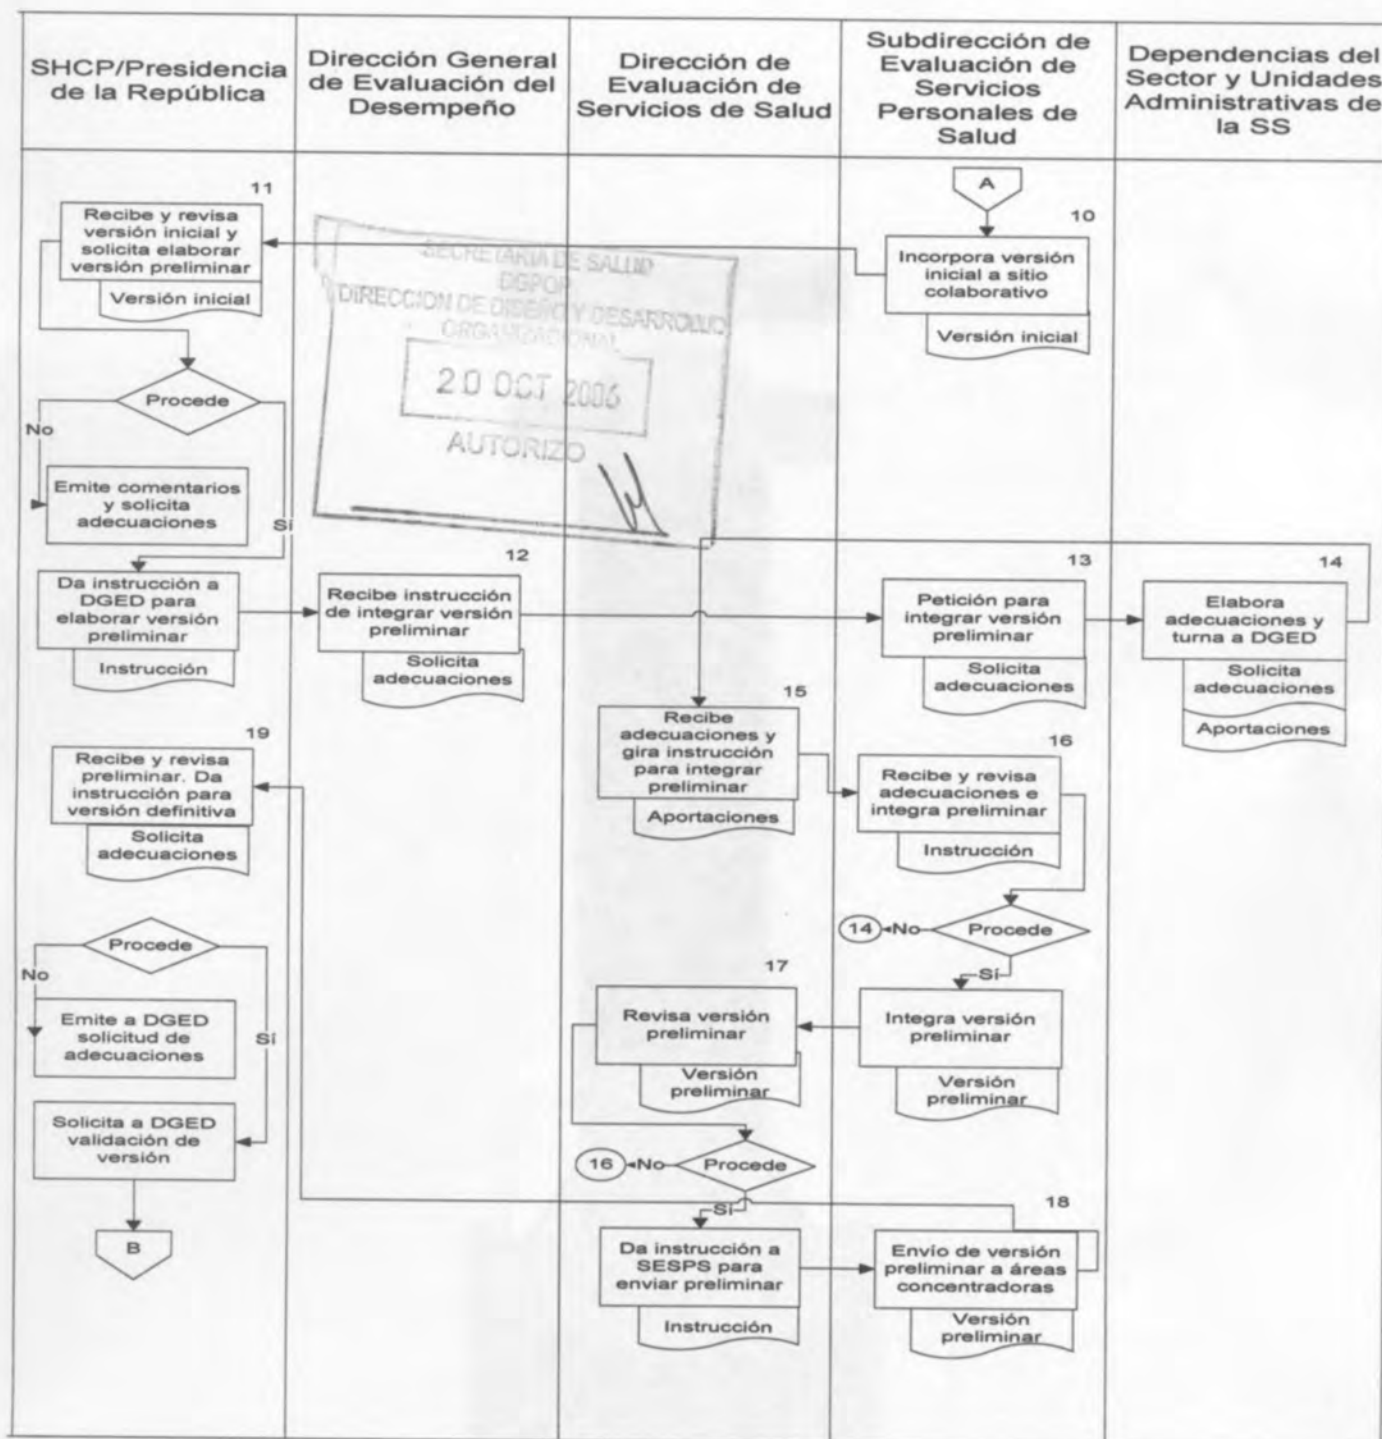 SHCP/Presidencia
de la República
Dirección General
de Evaluación del
Desempeño
Dirección de
Evaluación de
Servicios de Salud
Subdirección de
Evaluación de
Servicios
Personales de
Salud
Dependencias del
Sector y Unidades
Administrativas de
la SS
A
10
Incorpora versión
inicial a sitio
colaborativo
Versión inicial
11
Recibe y revisa
versión inicial y
solicita elaborar
versión preliminar
Versión inicial
SECRETARIA DE SALUD
DGPOP
DIRECCION DE DISEÑO Y DESARROLLO
ORGANIZACIONAL
20 OCT 2006
AUTORIZO
Procede
No
Emite comentarios
y solicita
adecuaciones
Sí
Da instrucción a
DGED para
elaborar versión
preliminar
Instrucción
12
Recibe instrucción
de integrar versión
preliminar
Solicita
adecuaciones
13
Petición para
integrar versión
preliminar
Solicita
adecuaciones
14
Elabora
adecuaciones y
turna a DGED
Solicita
adecuaciones
Aportaciones
15
Recibe
adecuaciones y
gira instrucción
para integrar
preliminar
Aportaciones
16
Recibe y revisa
adecuaciones e
integra preliminar
Instrucción
Procede
No
14
Sí
Integra versión
preliminar
Versión
preliminar
17
Revisa versión
preliminar
Versión
preliminar
Procede
No
16
Sí
Da instrucción a
SESPS para
enviar preliminar
Instrucción
18
Envío de versión
preliminar a áreas
concentradoras
Versión
preliminar
19
Recibe y revisa
preliminar. Da
instrucción para
versión definitiva
Solicita
adecuaciones
Procede
No
Emite a DGED
solicitud de
adecuaciones
Sí
Solicita a DGED
validación de
versión
B